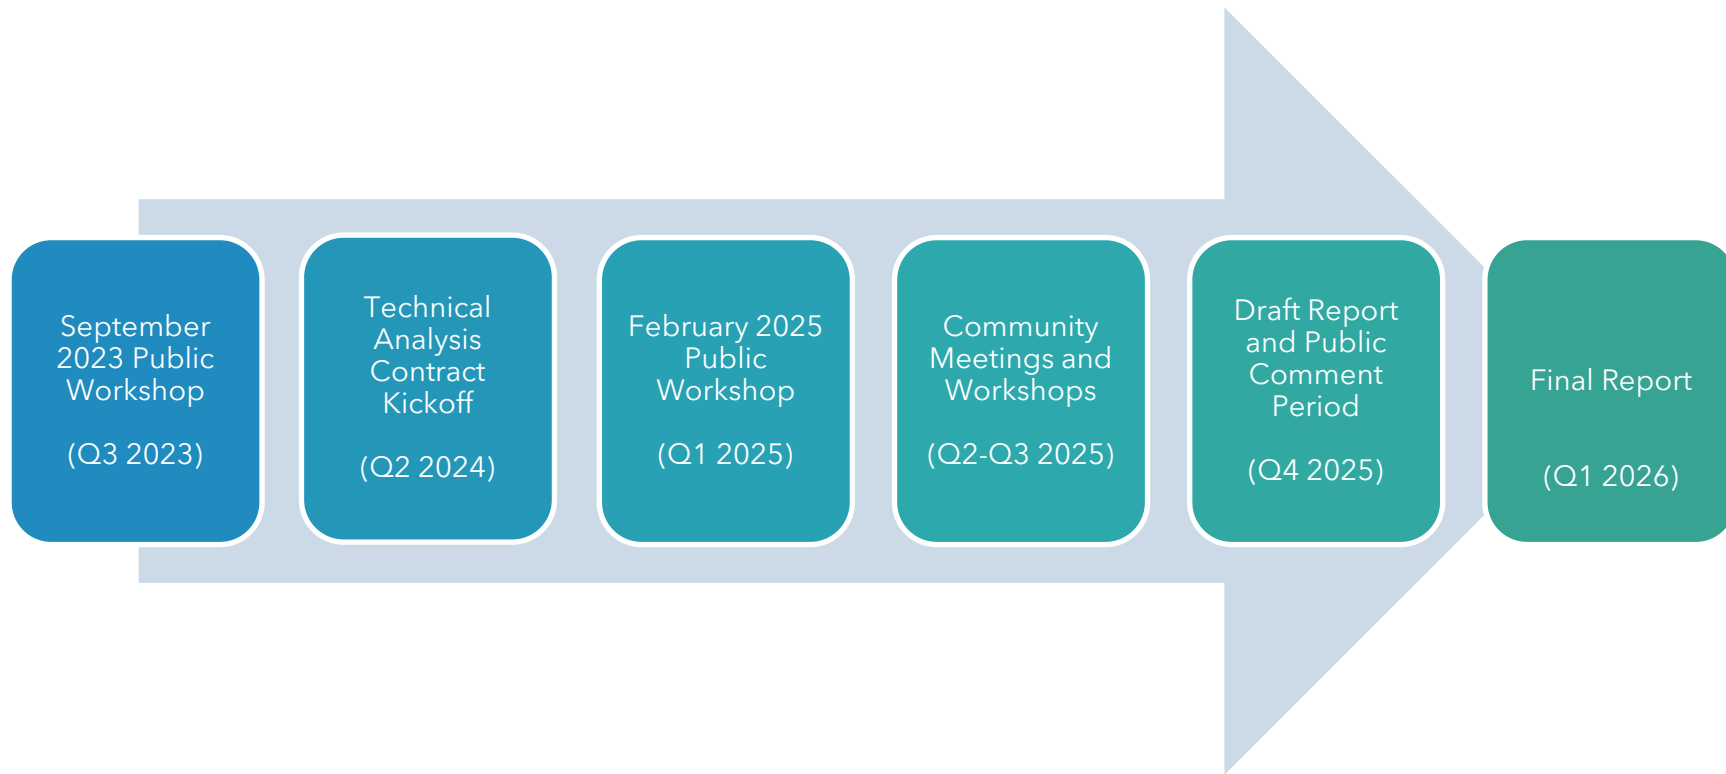 September
2023 Public
Workshop
(Q3 2023)
Technical
Analysis
Contract
Kickoff
(Q2 2024)
February 2025
Public
Workshop
(Q1 2025)
Community
Meetings and
Workshops
(Q2-Q3 2025)
Draft Report
and Public
Comment
Period
(Q4 2025)
Final Report
(Q1 2026)